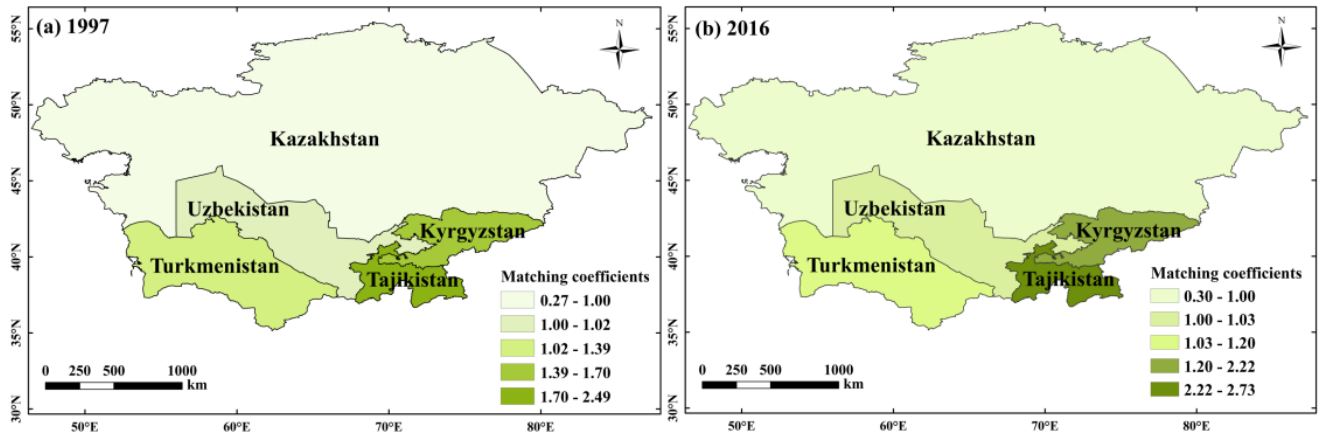 (a) 1997
N
55°N
50°N
45°N
40°N
35°N
30°N
Kazakhstan
Uzbekistan
Kyrgyzstan
Turkmenistan
Tajikistan
Matching coefficients
0.27 - 1.00
1.00 - 1.02
1.02 - 1.39
1.39 - 1.70
1.70 - 2.49
0 250 500 1000
km
50°E 60°E 70°E 80°E
(b) 2016
N
55°N
50°N
45°N
40°N
35°N
30°N
Kazakhstan
Uzbekistan
Kyrgyzstan
Turkmenistan
Tajikistan
Matching coefficients
0.30 - 1.00
1.00 - 1.03
1.03 - 1.20
1.20 - 2.22
2.22 - 2.73
0 250 500 1000
km
50°E 60°E 70°E 80°E